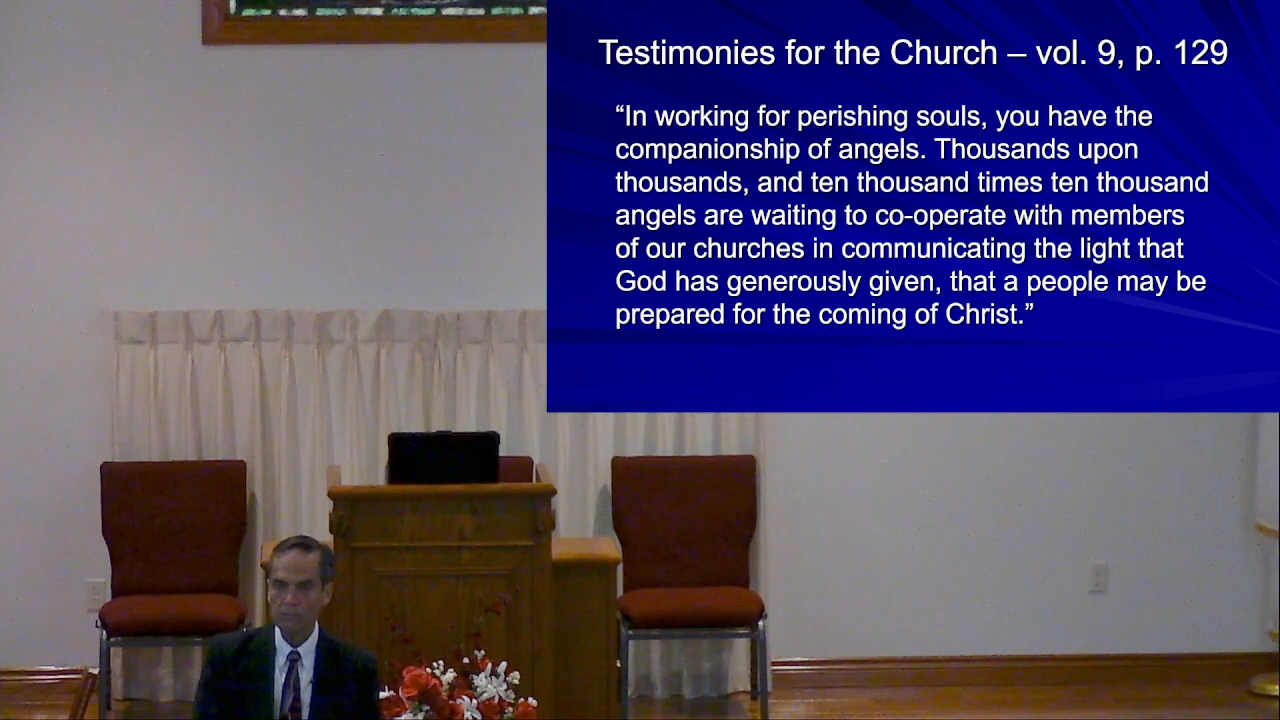 Testimonies for the Church – vol. 9, p. 129
“In working for perishing souls, you have the
companionship of angels. Thousands upon
thousands, and ten thousand times ten thousand
angels are waiting to co-operate with members
of our churches in communicating the light that
God has generously given, that a people may be
prepared for the coming of Christ.”